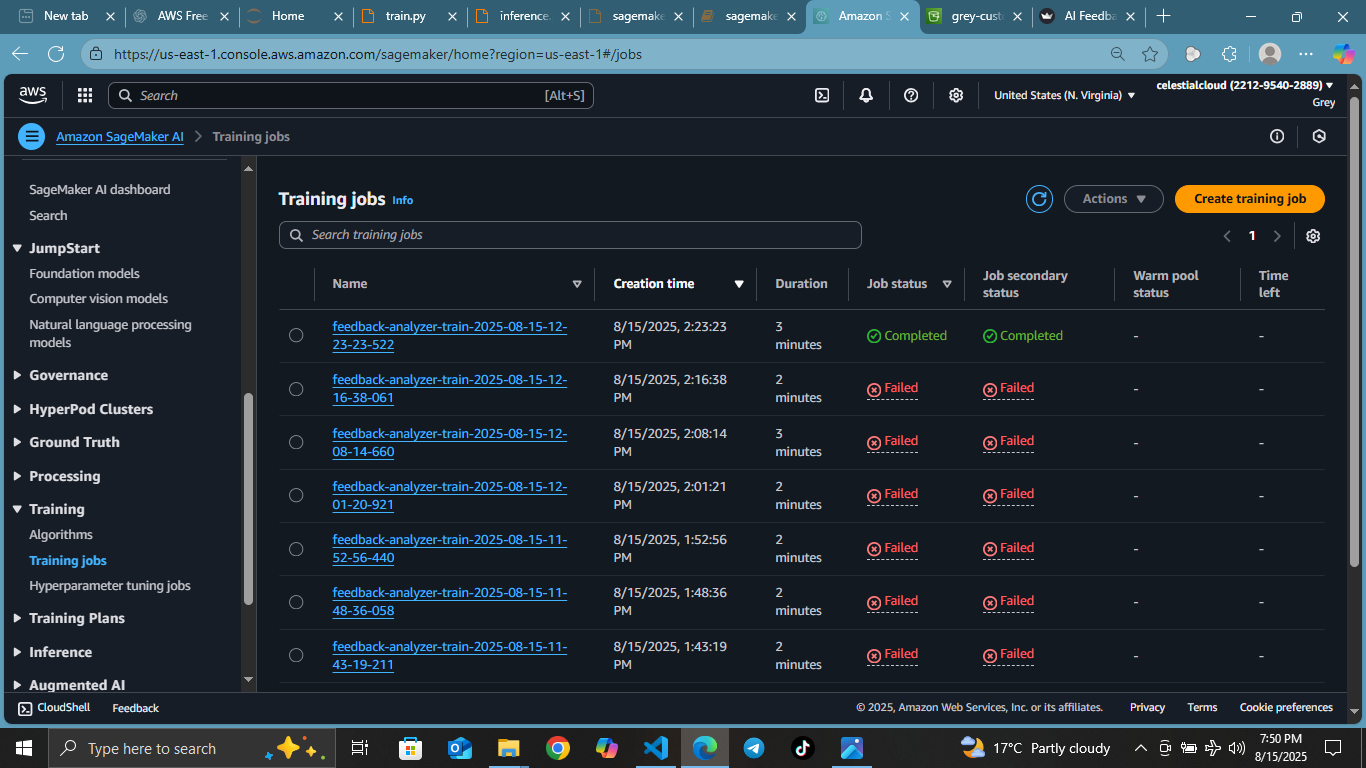 New tab
AWS Free
Home
train.py
inference.
sagemake
sagemake
Amazon S
grey-cust
AI Feedba
https://us-east-1.console.aws.amazon.com/sagemaker/home?region=us-east-1#/jobs
aws
Search
[Alt+S]
United States (N. Virginia)
celestialcloud (2212-9540-2889)
Grey
Amazon SageMaker AI
Training jobs
SageMaker AI dashboard
Search
JumpStart
Foundation models
Computer vision models
Natural language processing
models
Governance
HyperPod Clusters
Ground Truth
Processing
Training
Algorithms
Training jobs
Hyperparameter tuning jobs
Training Plans
Inference
Augmented AI
Training jobs Info
Actions
Create training job
Search training jobs
1
Name
Creation time
Duration
Job status
Job secondary
status
Warm pool
status
Time
left
feedback-analyzer-train-2025-08-15-12-
23-23-522
8/15/2025, 2:23:23
PM
3
minutes
Completed
Completed
-
-
feedback-analyzer-train-2025-08-15-12-
16-38-061
8/15/2025, 2:16:38
PM
2
minutes
Failed
Failed
-
-
feedback-analyzer-train-2025-08-15-12-
08-14-660
8/15/2025, 2:08:14
PM
3
minutes
Failed
Failed
-
-
feedback-analyzer-train-2025-08-15-12-
01-20-921
8/15/2025, 2:01:21
PM
2
minutes
Failed
Failed
-
-
feedback-analyzer-train-2025-08-15-11-
52-56-440
8/15/2025, 1:52:56
PM
2
minutes
Failed
Failed
-
-
feedback-analyzer-train-2025-08-15-11-
48-36-058
8/15/2025, 1:48:36
PM
2
minutes
Failed
Failed
-
-
feedback-analyzer-train-2025-08-15-11-
43-19-211
8/15/2025, 1:43:19
PM
2
minutes
Failed
Failed
-
-
CloudShell
Feedback
© 2025, Amazon Web Services, Inc. or its affiliates.
Privacy
Terms
Cookie preferences
Type here to search
17°C Partly cloudy
7:50 PM
8/15/2025